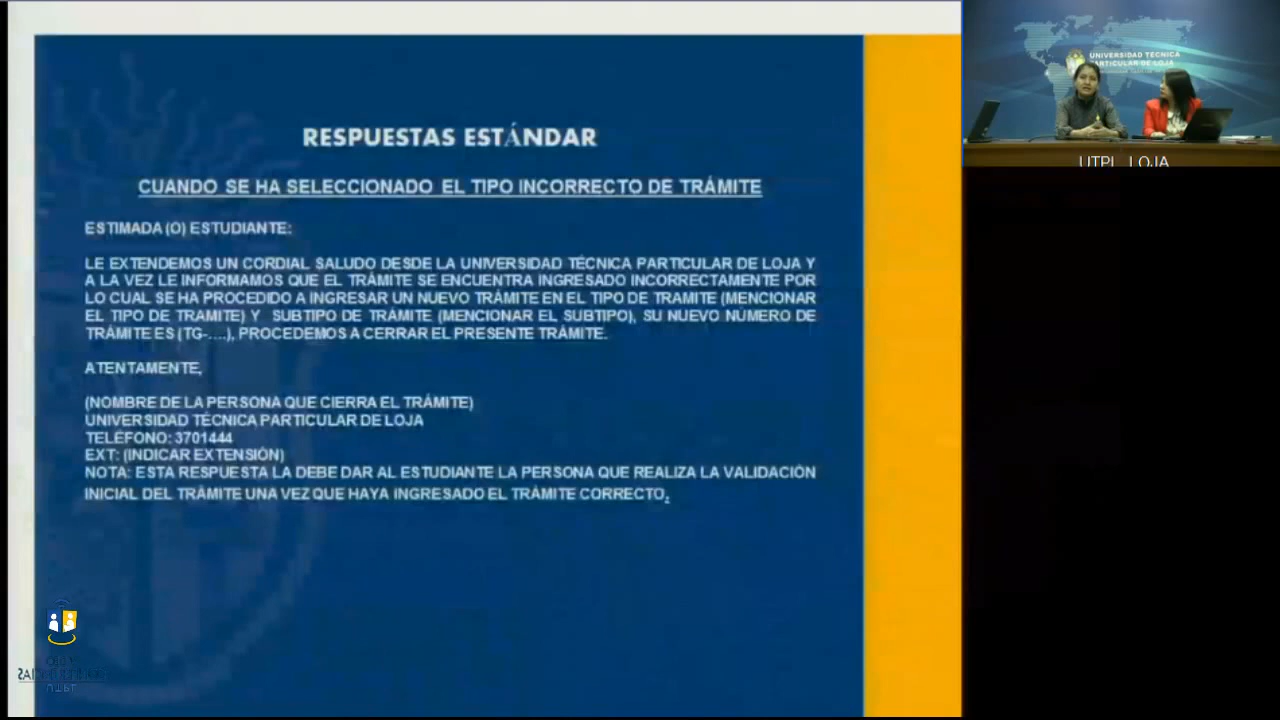 RESPUESTAS ESTÁNDAR
CUANDO SE HA SELECCIONADO EL TIPO INCORRECTO DE TRÁMITE
ESTIMADA (O) ESTUDIANTE:
LE EXTENDEMOS UN CORDIAL SALUDO DESDE LA UNIVERSIDAD TÉCNICA PARTICULAR DE LOJA Y
A LA VEZ LE INFORMAMOS QUE EL TRÁMITE SE ENCUENTRA INGRESADO INCORRECTAMENTE POR
LO CUAL SE HA PROCEDIDO A INGRESAR UN NUEVO TRÁMITE EN EL TIPO DE TRAMITE (MENCIONAR
EL TIPO DE TRAMITE) Y SUBTIPO DE TRÁMITE (MENCIONAR EL SUBTIPO), SU NUEVO NÚMERO DE
TRÁMITE ES (TG-....), PROCEDEMOS A CERRAR EL PRESENTE TRÁMITE.
ATENTAMENTE,
(NOMBRE DE LA PERSONA QUE CIERRA EL TRÁMITE)
UNIVERSIDAD TÉCNICA PARTICULAR DE LOJA
TELÉFONO: 3701444
EXT: (INDICAR EXTENSIÓN)
NOTA: ESTA RESPUESTA LA DEBE DAR AL ESTUDIANTE LA PERSONA QUE REALIZA LA VALIDACIÓN
INICIAL DEL TRÁMITE UNA VEZ QUE HAYA INGRESADO EL TRÁMITE CORRECTO.
UNIVERSIDAD TÉCNICA
PARTICULAR DE LOJA
UTPL LOJA